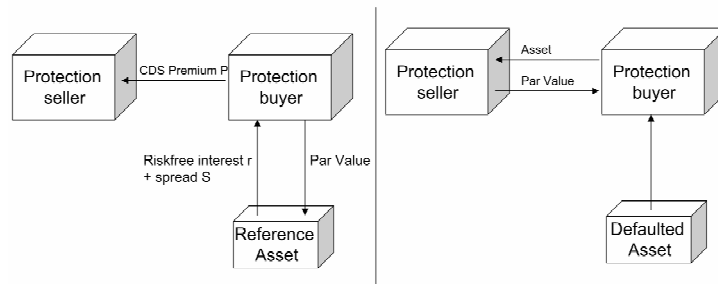 Protection
seller
CDS Premium P
Protection
buyer
Riskfree interest r
+ spread S
Par Value
Reference
Asset
Protection
seller
Asset
Par Value
Protection
buyer
Defaulted
Asset